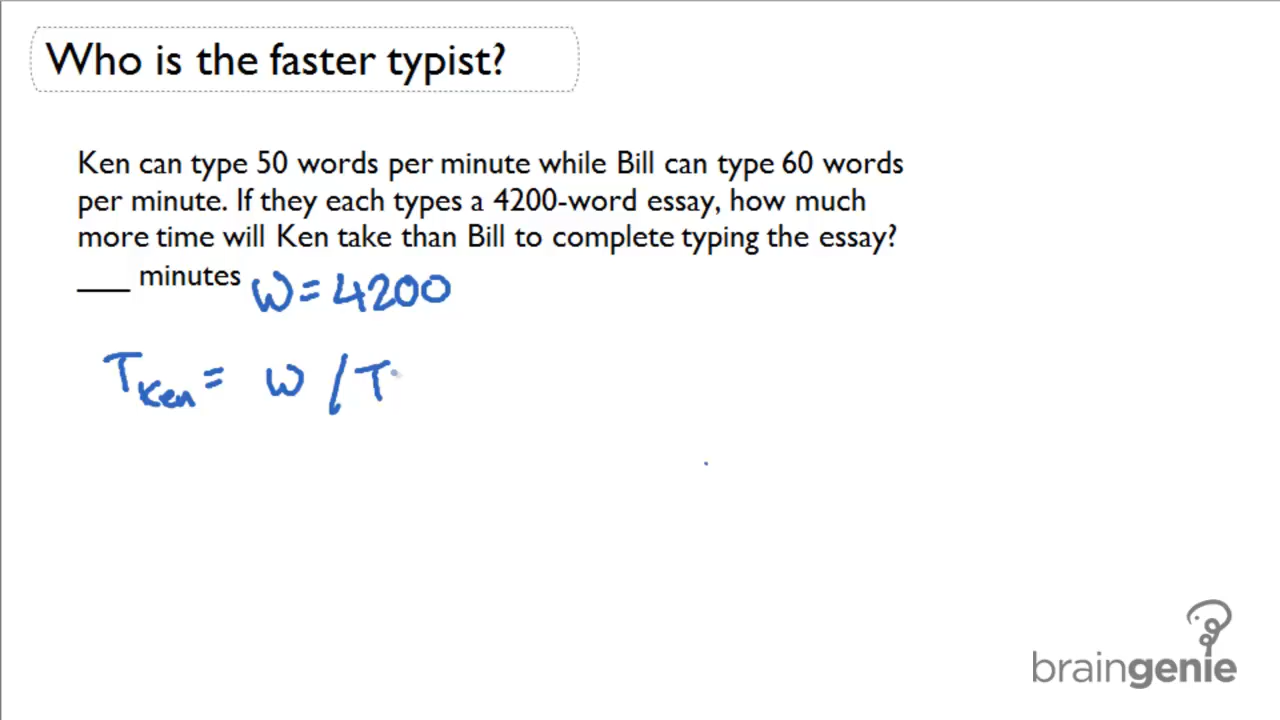 Who is the faster typist?
Ken can type 50 words per minute while Bill can type 60 words
per minute. If they each types a 4200-word essay, how much
more time will Ken take than Bill to complete typing the essay?
___ minutes W = 4200
T Ken = W / T
braingenie